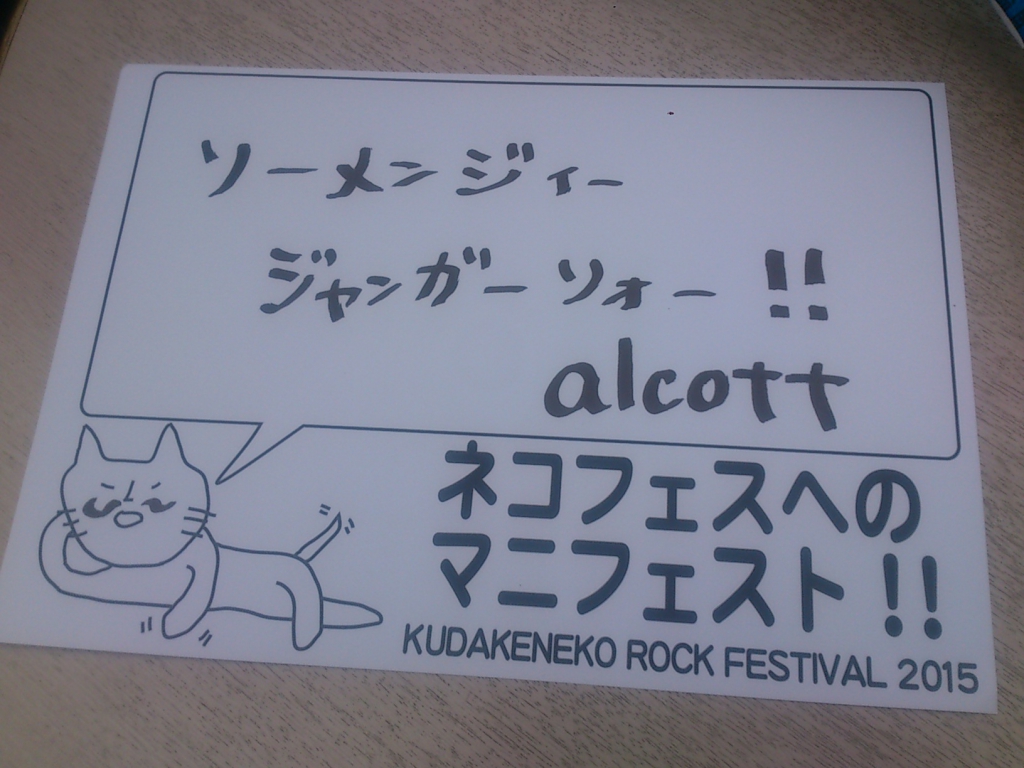 ソーメンジィー
ジャンガーソォー!!
alcott
ネコフェスへの
マニフェスト!!
KUDAKENEKO ROCK FESTIVAL 2015